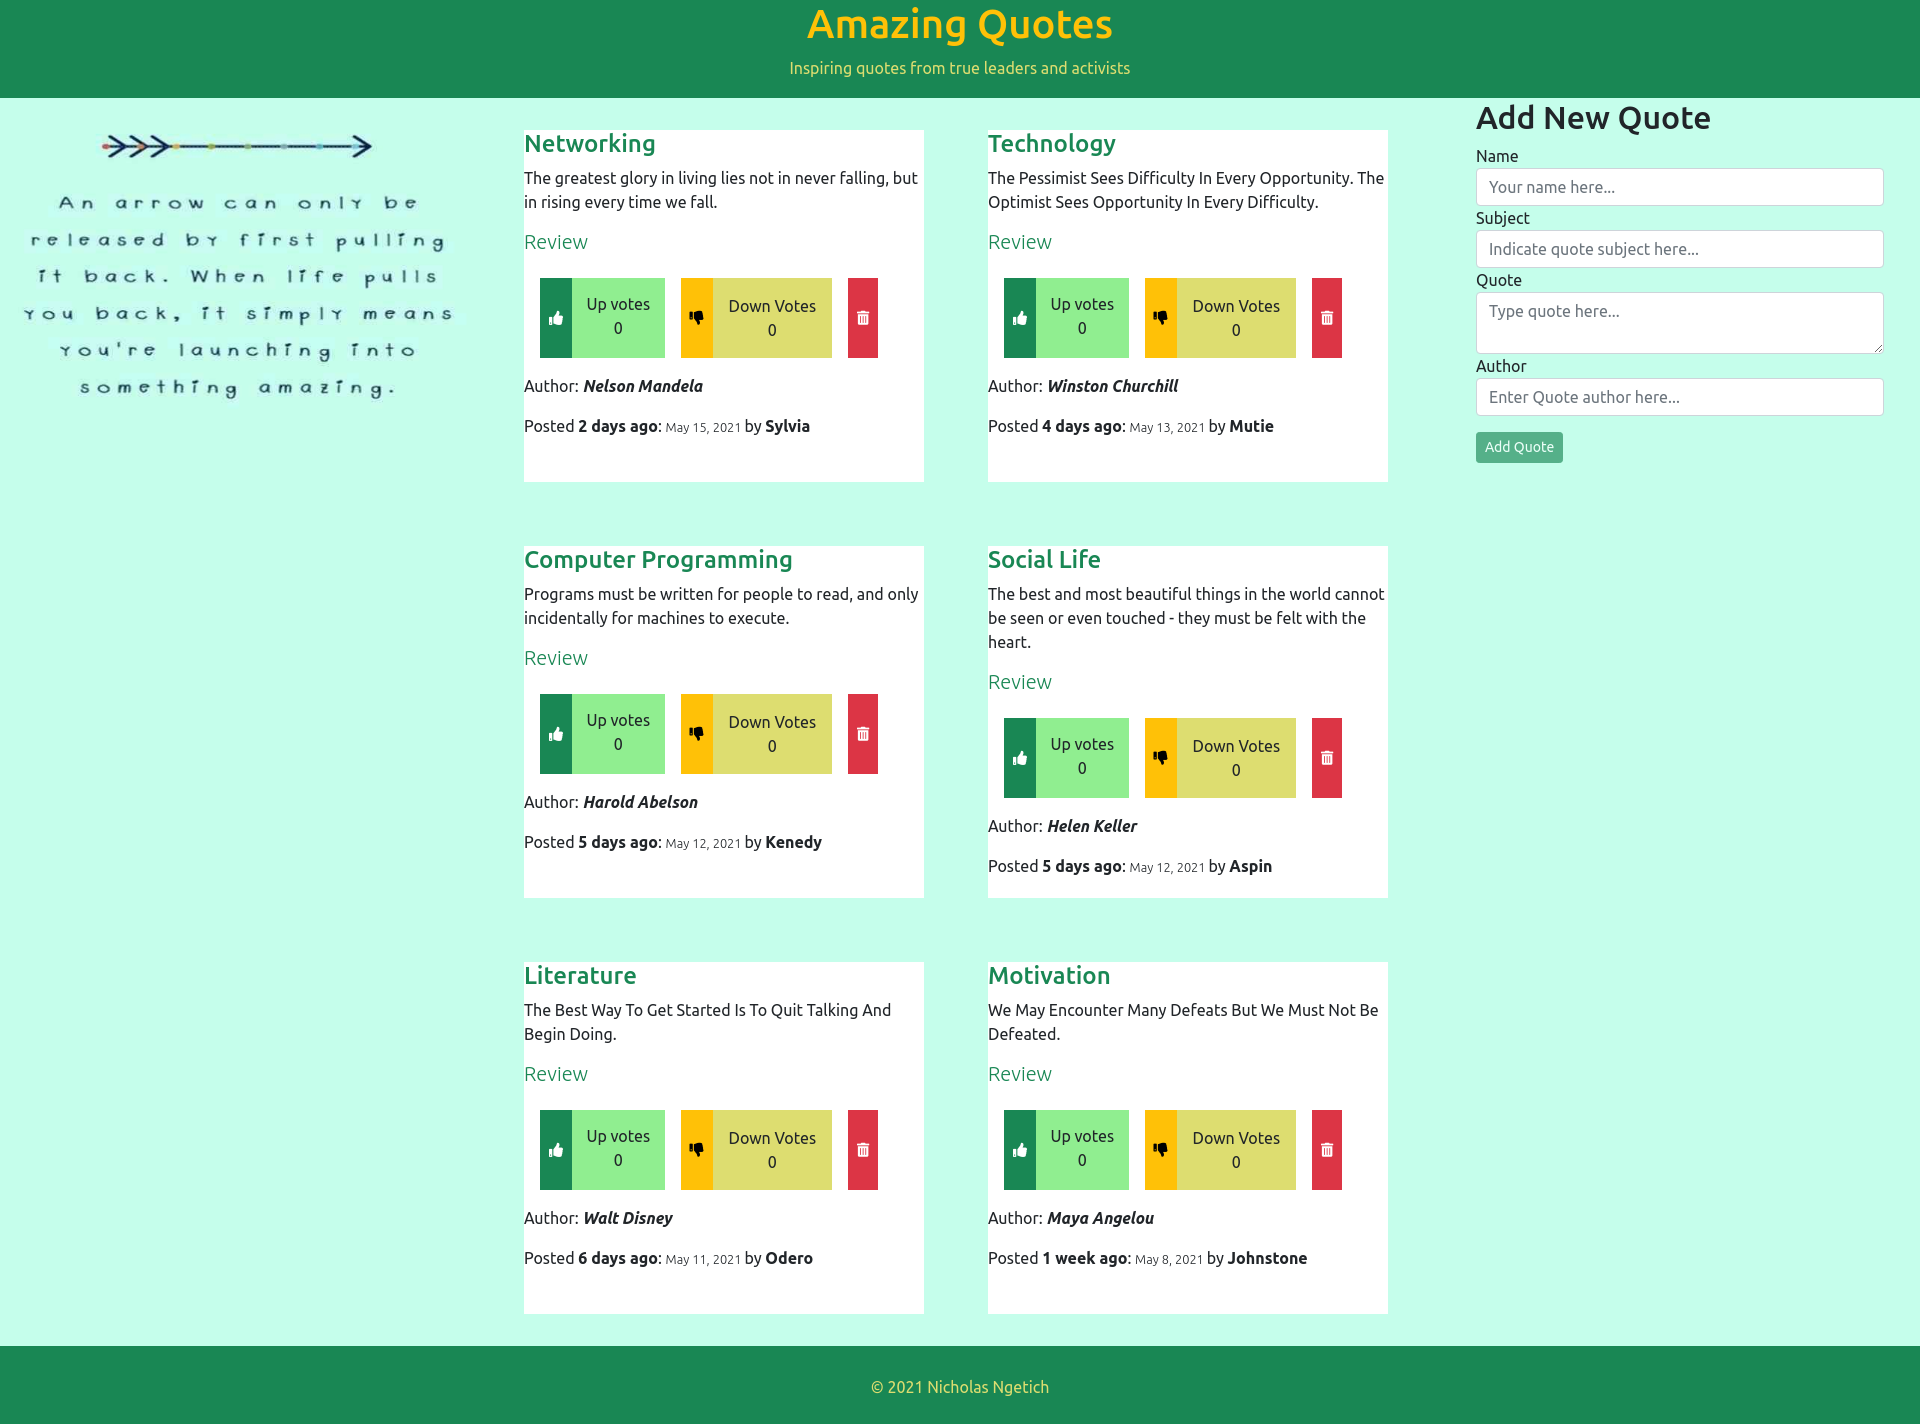 Amazing Quotes
Inspiring quotes from true leaders and activists
An arrow can only be
released by first pulling
it back. When life pulls
you back, it simply means
you're launching into
something amazing.
Networking
The greatest glory in living lies not in never falling, but
in rising every time we fall.
Review
Up votes
0
Down Votes
0
Author: Nelson Mandela
Posted 2 days ago: May 15, 2021 by Sylvia
Technology
The Pessimist Sees Difficulty In Every Opportunity. The
Optimist Sees Opportunity In Every Difficulty.
Review
Up votes
0
Down Votes
0
Author: Winston Churchill
Posted 4 days ago: May 13, 2021 by Mutie
Computer Programming
Programs must be written for people to read, and only
incidentally for machines to execute.
Review
Up votes
0
Down Votes
0
Author: Harold Abelson
Posted 5 days ago: May 12, 2021 by Kenedy
Social Life
The best and most beautiful things in the world cannot
be seen or even touched - they must be felt with the
heart.
Review
Up votes
0
Down Votes
0
Author: Helen Keller
Posted 5 days ago: May 12, 2021 by Aspin
Literature
The Best Way To Get Started Is To Quit Talking And
Begin Doing.
Review
Up votes
0
Down Votes
0
Author: Walt Disney
Posted 6 days ago: May 11, 2021 by Odero
Motivation
We May Encounter Many Defeats But We Must Not Be
Defeated.
Review
Up votes
0
Down Votes
0
Author: Maya Angelou
Posted 1 week ago: May 8, 2021 by Johnstone
Add New Quote
Name
Your name here...
Subject
Indicate quote subject here...
Quote
Type quote here...
Author
Enter Quote author here...
Add Quote
© 2021 Nicholas Ngetich